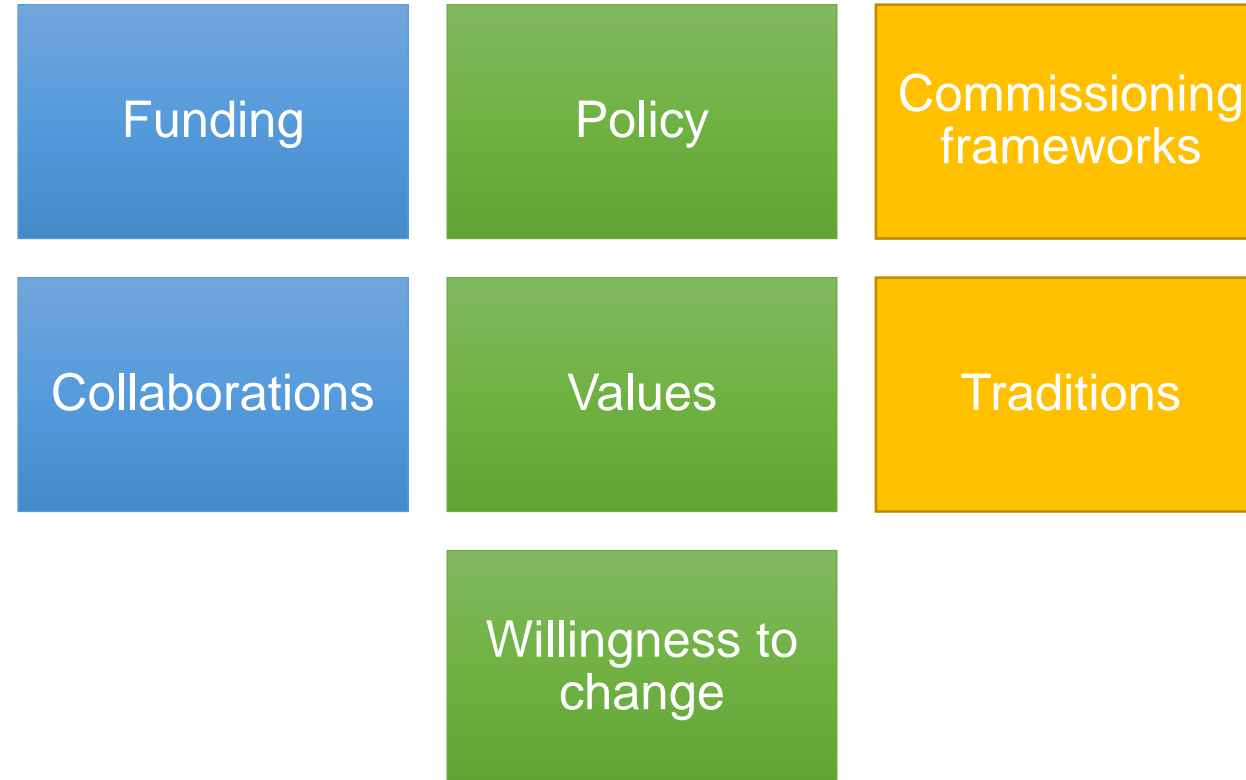 Funding
Policy
Commissioning
frameworks
Collaborations
Values
Traditions
Willingness to
change